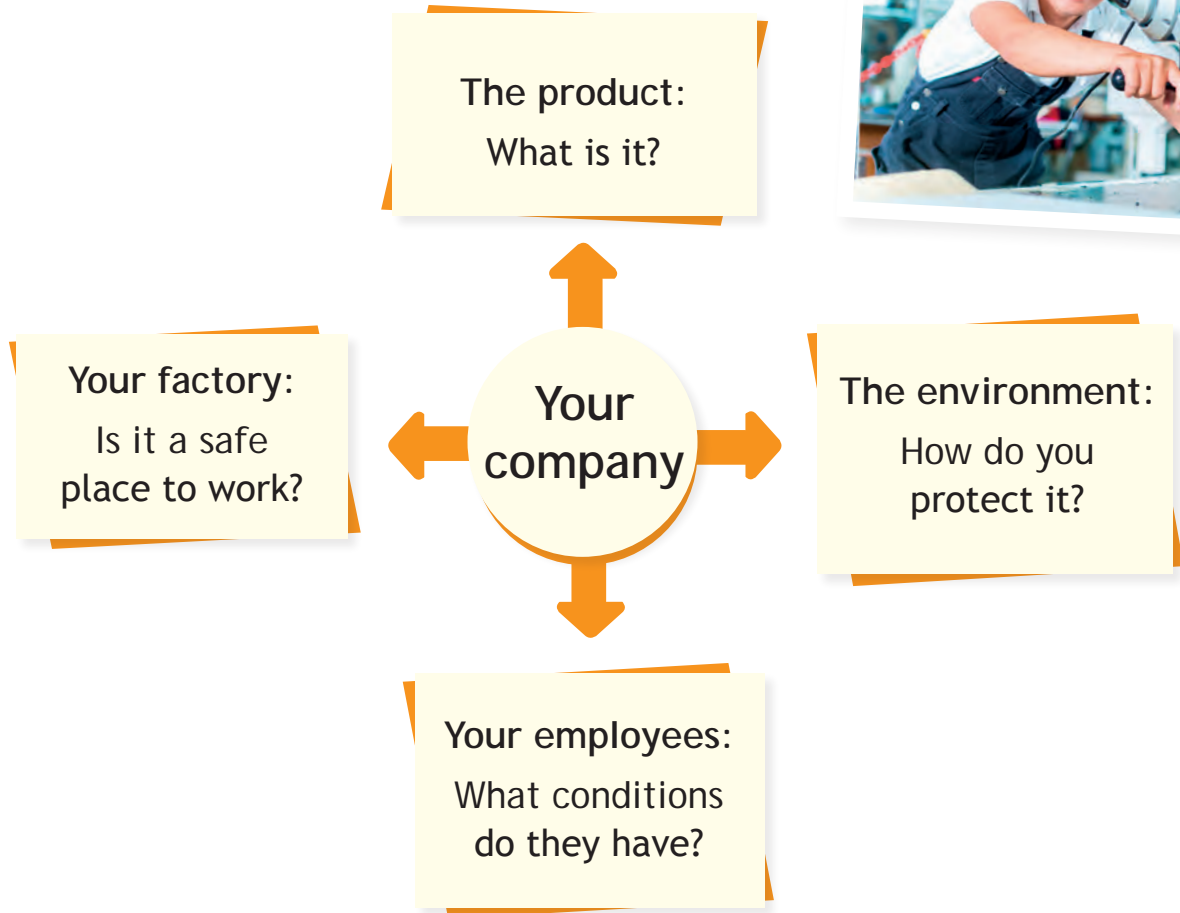 The product:
What is it?
Your factory:
Is it a safe
place to work?
Your
company
The environment:
How do you
protect it?
Your employees:
What conditions
do they have?